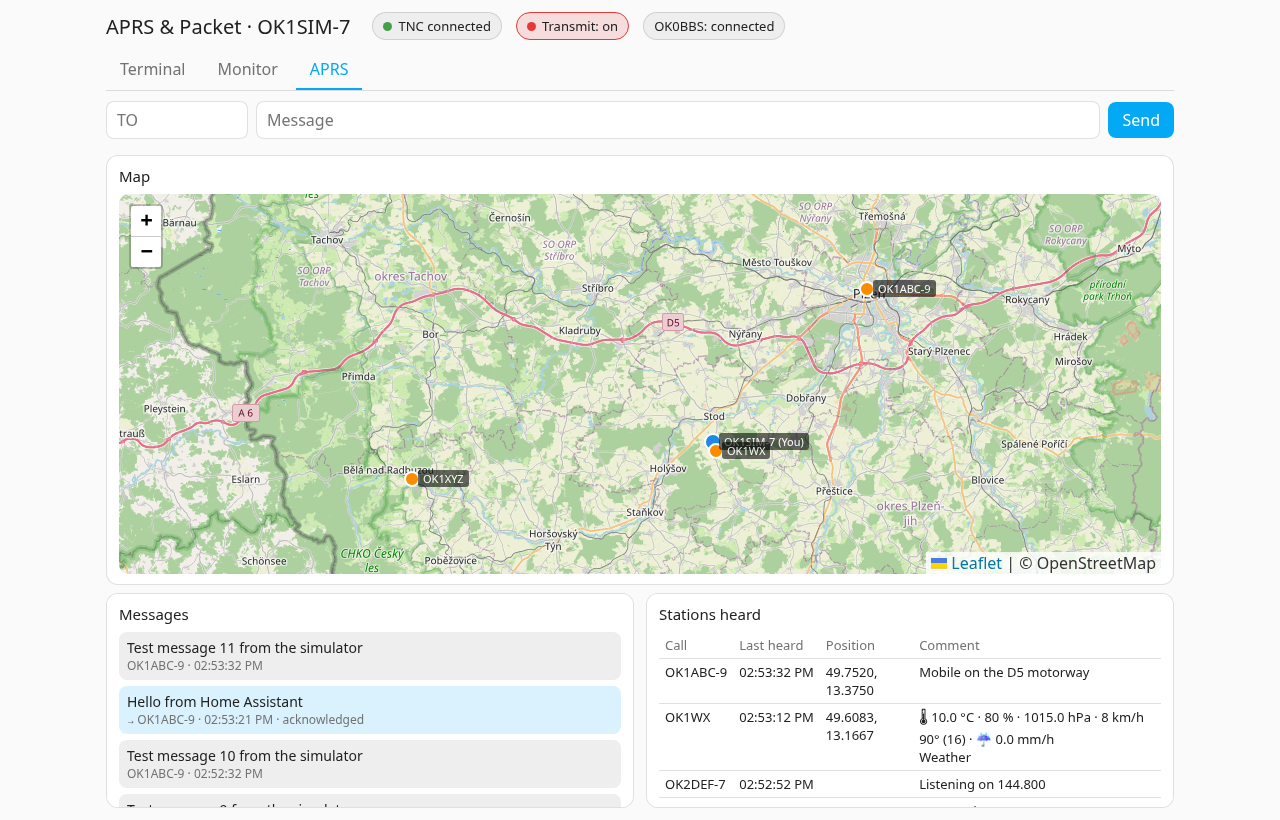 APRS & Packet · OK1SIM-7
TNC connected
Transmit: on
OK0BBS: connected
Terminal
Monitor
APRS
TO
Message
Send
Map
+
−
Bärnau
les
Tachov
Černošín
SO ORP
Stříbro
SO ORP
Nýřany
Třemošná
SO ORP
Rokycany
Mýto
SO ORP
Tachov
okres Tachov
Stříbro
Město Touškov
OK1ABC-9
Rokycany
přírodní
park Trhoň
Bor
Kladruby
D5
Nýřany
Hrádek
Starý Plzenec
Mirošov
Přimda
Pleystein
A 6
Stod
Dobřany
trauß
OK1SIM-7 (You)
OK1WX
Spálené Poříčí
Bělá nad Radbuzou
OK1XYZ
Holýšov
Eslarn
Přeštice
Blovice
Staňkov
okres Plzeň-
jih
Horšovský
Týn
Schönsee
CHKO Český
les
Poběžovice
Leaflet | © OpenStreetMap
Messages
Test message 11 from the simulator
OK1ABC-9 · 02:53:32 PM
Hello from Home Assistant
→ OK1ABC-9 · 02:53:21 PM · acknowledged
Test message 10 from the simulator
OK1ABC-9 · 02:52:32 PM
Stations heard
Call Last heard Position Comment
OK1ABC-9 02:53:32 PM 49.7520, Mobile on the D5 motorway
13.3750
OK1WX 02:53:12 PM 49.6083, 🌡 10.0 °C · 80 % · 1015.0 hPa · 8 km/h
13.1667 90° (16) · ☔ 0.0 mm/h
Weather
OK2DEF-7 02:52:52 PM Listening on 144.800